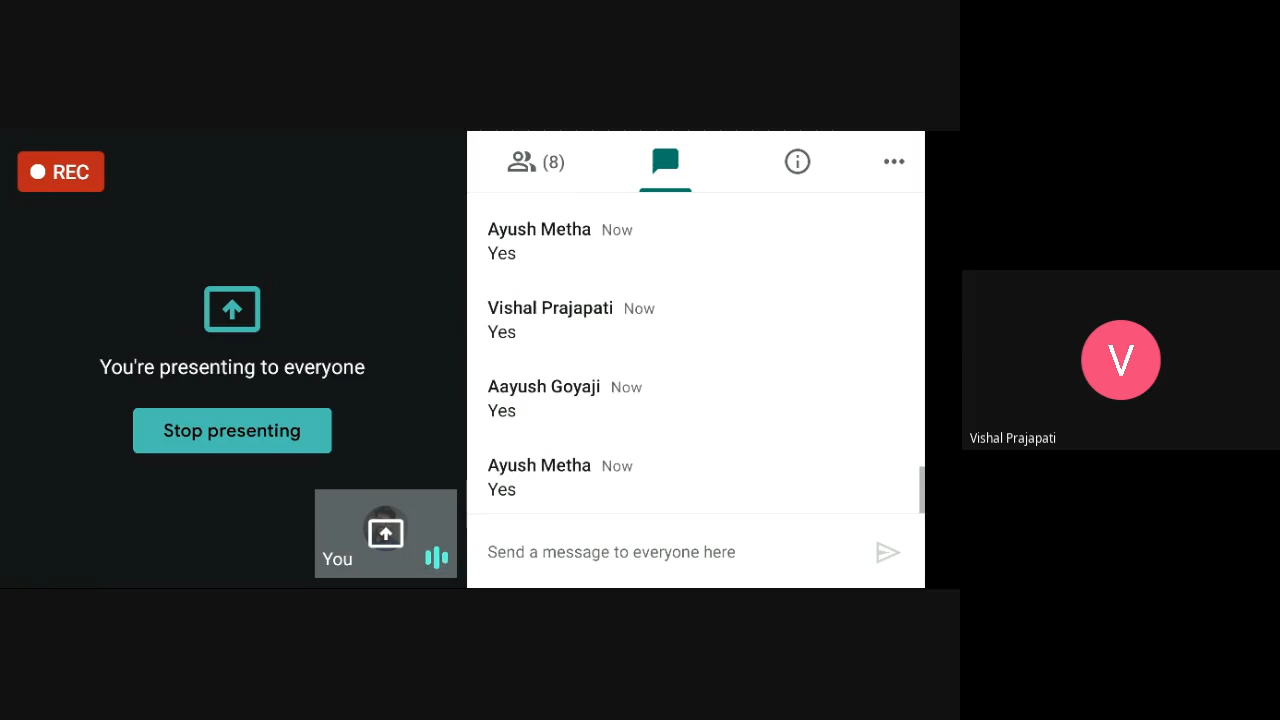 REC
You're presenting to everyone
Stop presenting
You
(8)
Ayush Metha Now
Yes
Vishal Prajapati Now
Yes
Aayush Goyaji Now
Yes
Ayush Metha Now
Yes
Send a message to everyone here
V
Vishal Prajapati